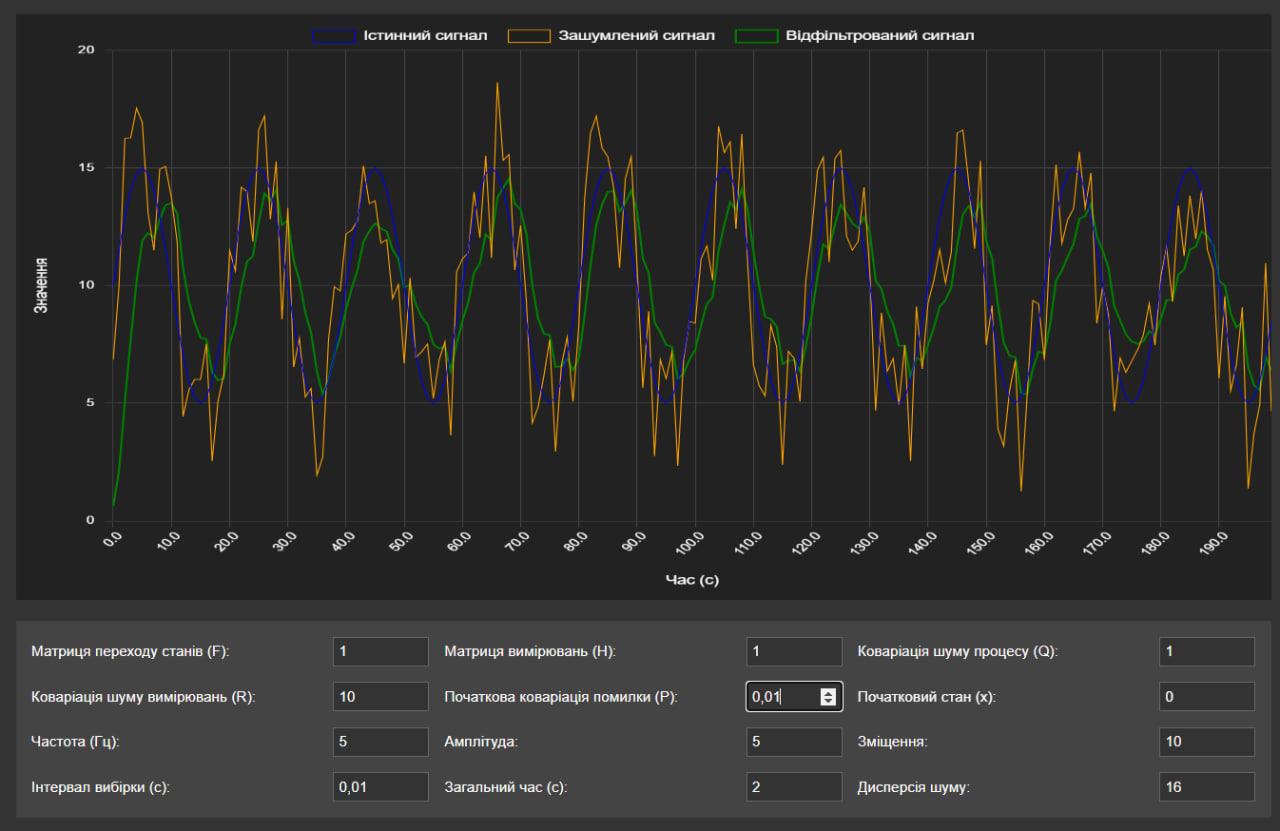 Істинний сигнал Зашумлений сигнал Відфільтрований сигнал
20
15
10
5
0
Значення
0.0 10.0 20.0 30.0 40.0 50.0 60.0 70.0 80.0 90.0 100.0 110.0 120.0 130.0 140.0 150.0 160.0 170.0 180.0 190.0
Час (с)
Матриця переходу станів (F): 1 Матриця вимірювань (H): 1 Коваріація шуму процесу (Q): 1
Коваріація шуму вимірювань (R): 10 Початкова коваріація помилки (P): 0,01 Початковий стан (x): 0
Частота (Гц): 5 Амплітуда: 5 Зміщення: 10
Інтервал вибірки (с): 0,01 Загальний час (с): 2 Дисперсія шуму: 16